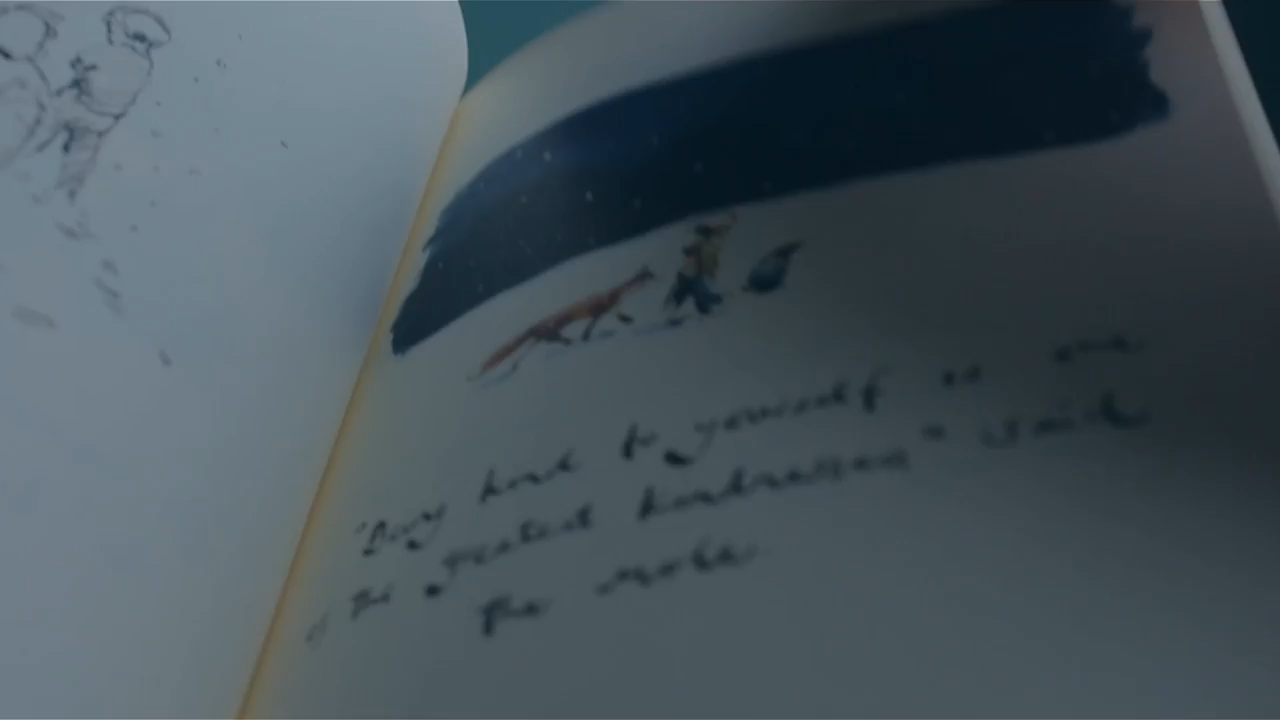 "Being kind to yourself is one
of the greatest kindnesses" said
the mole.